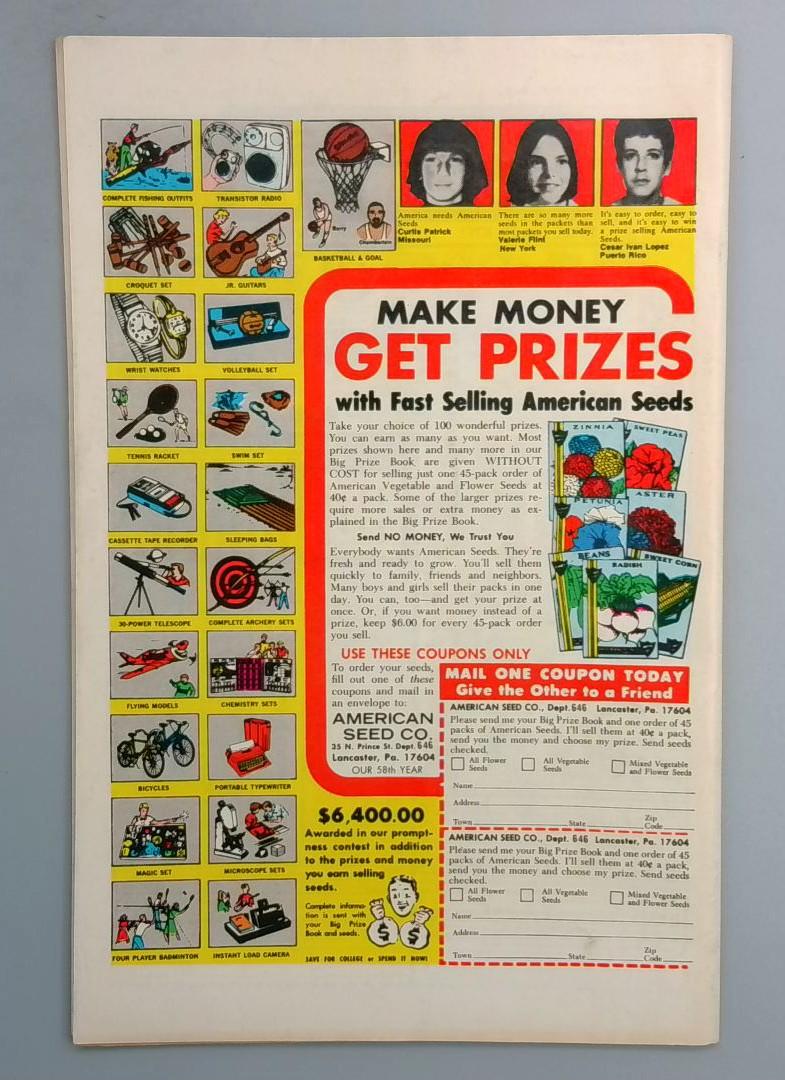 COMPLETE FISHING OUTFITS
TRANSISTOR RADIO
CROQUET SET
JR. GUITARS
WRIST WATCHES
VOLLEYBALL SET
TENNIS RACKET
SWIM SET
CASSETTE TAPE RECORDER
SLEEPING BAGS
30-POWER TELESCOPE
COMPLETE ARCHERY SETS
FLYING MODELS
CHEMISTRY SETS
BICYCLES
PORTABLE TYPEWRITER
MAGIC SET
MICROSCOPE SETS
FOUR PLAYER BADMINTON
INSTANT LOAD CAMERA
Barry
Chamberlain
BASKETBALL & GOAL
America needs American
Seeds
Curtis Patrick
Missouri
There are so many more
seeds in the packets than
most packets you sell today.
Valerie Flint
New York
It's easy to order, easy to
sell, and it's easy to win
a prize selling American
Seeds.
Cesar Ivan Lopez
Puerto Rico
MAKE MONEY
GET PRIZES
with Fast Selling American Seeds
Take your choice of 100 wonderful prizes.
You can earn as many as you want. Most
prizes shown here and many more in our
Big Prize Book are given WITHOUT
COST for selling just one 45-pack order of
American Vegetable and Flower Seeds at
40¢ a pack. Some of the larger prizes re-
quire more sales or extra money as ex-
plained in the Big Prize Book.
Send NO MONEY, We Trust You
Everybody wants American Seeds. They're
fresh and ready to grow. You'll sell them
quickly to family, friends and neighbors.
Many boys and girls sell their packs in one
day. You can, too—and get your prize at
once. Or, if you want money instead of a
prize, keep $6.00 for every 45-pack order
you sell.
ZINNIA
SWEET PEAS
PETUNIA
ASTER
BEANS
RADISH
SWEET CORN
USE THESE COUPONS ONLY
To order your seeds,
fill out one of these
coupons and mail in
an envelope to:
AMERICAN
SEED CO.
35 N. Prince St. Dept. 646
Lancaster, Pa. 17604
OUR 58th YEAR
$6,400.00
Awarded in our prompt-
ness contest in addition
to the prizes and money
you earn selling
seeds.
Complete informa-
tion is sent with
your Big Prize
Book and seeds.
$ $
SAVE FOR COLLEGE or SPEND IT NOW!
MAIL ONE COUPON TODAY
Give the Other to a Friend
AMERICAN SEED CO., Dept. 646 Lancaster, Pa. 17604
Please send me your Big Prize Book and one order of 45
packs of American Seeds. I'll sell them at 40¢ a pack,
send you the money and choose my prize. Send seeds
checked.
All Flower Seeds
All Vegetable Seeds
Mixed Vegetable and Flower Seeds
Name
Address
Town State Zip Code
AMERICAN SEED CO., Dept. 646 Lancaster, Pa. 17604
Please send me your Big Prize Book and one order of 45
packs of American Seeds. I'll sell them at 40¢ a pack,
send you the money and choose my prize. Send seeds
checked.
All Flower Seeds
All Vegetable Seeds
Mixed Vegetable and Flower Seeds
Name
Address
Town State Zip Code